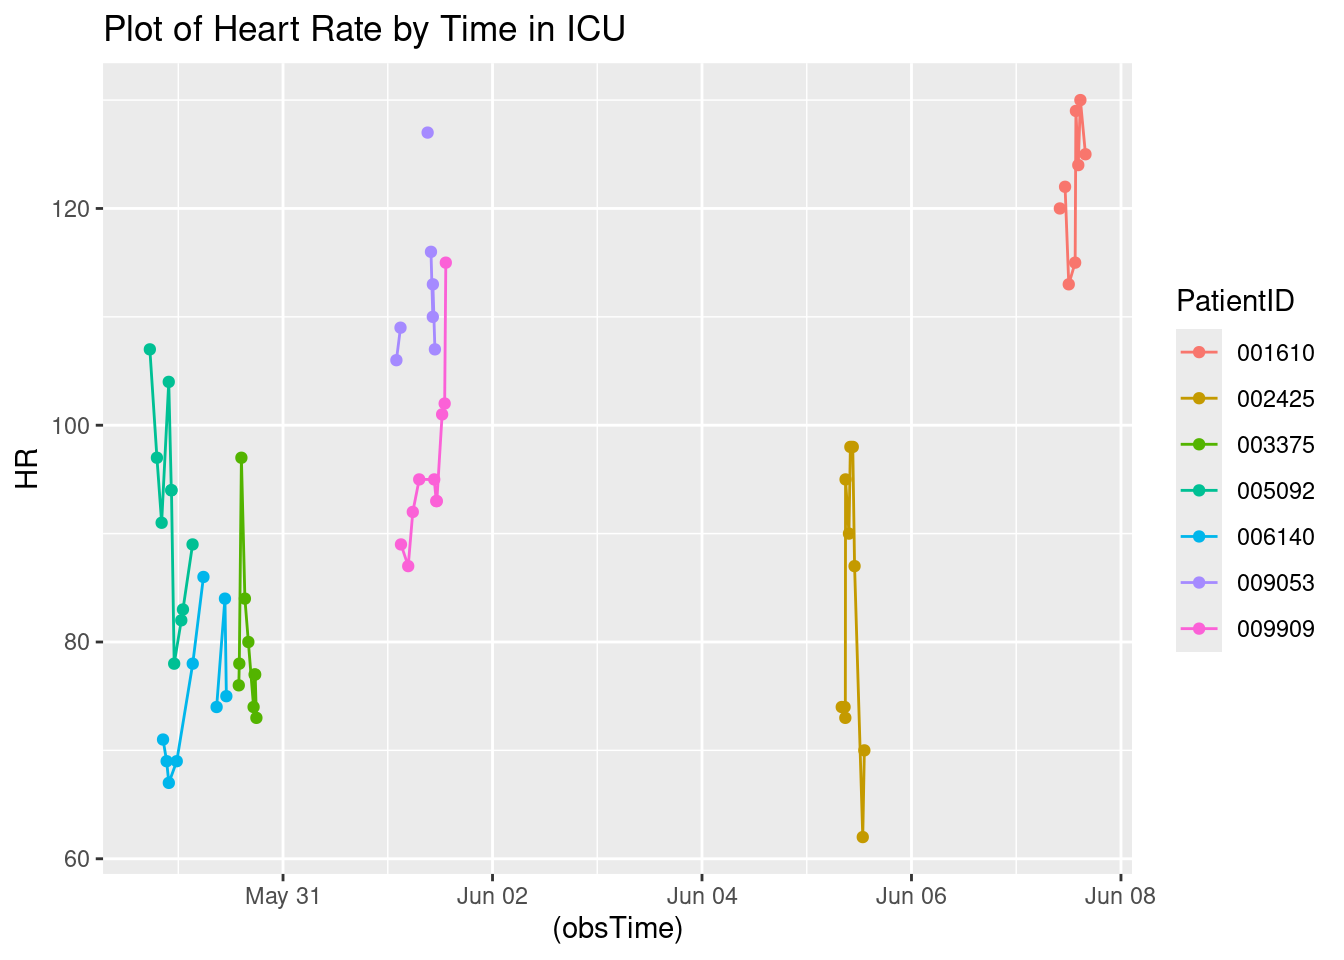 Plot of Heart Rate by Time in ICU
HR
120
100
80
60
May 31
Jun 02
Jun 04
Jun 06
Jun 08
(obsTime)
PatientID
001610
002425
003375
005092
006140
009053
009909